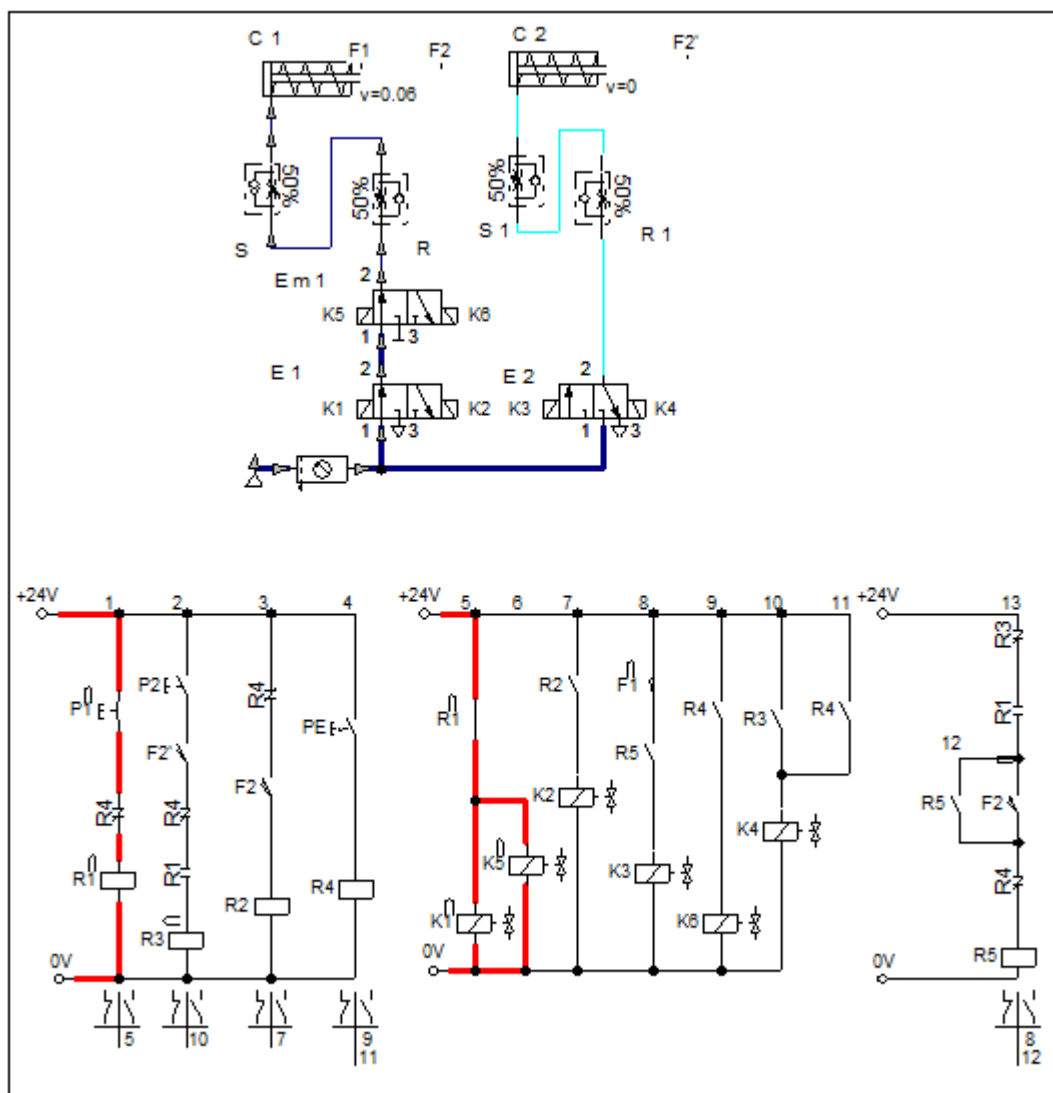 C 1 F1 F2 C 2 F2'
v=0.06 v=0
50% 50% 50% 50%
S R S 1 R 1
E m 1 2
K5 K6
1 3
E 1 2 E 2 2
K1 K2 K3 K4
1 3 1 3
+24V 1 2 3 4 +24V 5 6 7 8 9 10 11 +24V 13
R3
P2 R4 R2 F1
P1 PE R1 R4 R3 R4 R1
F2' R5 12
F2 K2 R5 F2
R4 R4 K4
R1 R1 R4 K5 K3 R4
R2 K1 K6
R3 R5
0V 0V 0V
5 10 7 9 8
11 12